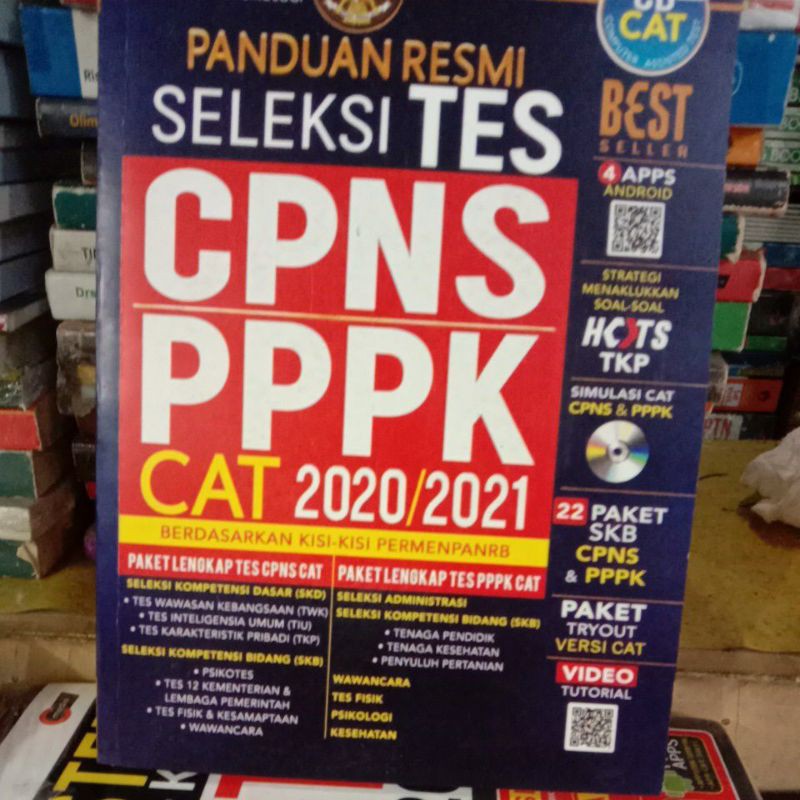 PANDUAN RESMI
SELEKSI TES
CPNS
PPPK
CAT 2020/2021
BERDASARKAN KISI-KISI PERMENPANRB
PAKET LENGKAP TES CPNS CAT
SELEKSI KOMPETENSI DASAR (SKD)
• TES WAWASAN KEBANGSAAN (TWK)
• TES INTELIGENSIA UMUM (TIU)
• TES KARAKTERISTIK PRIBADI (TKP)
SELEKSI KOMPETENSI BIDANG (SKB)
• PSIKOTES
• TES 12 KEMENTERIAN &
LEMBAGA PEMERINTAH
• TES FISIK & KESAMAPTAAN
• WAWANCARA
PAKET LENGKAP TES PPPK CAT
SELEKSI ADMINISTRASI
SELEKSI KOMPETENSI BIDANG (SKB)
• TENAGA PENDIDIK
• TENAGA KESEHATAN
• PENYULUH PERTANIAN
WAWANCARA
TES FISIK
PSIKOLOGI
KESEHATAN
CD
CAT
COMPUTER ASSISTED TEST
BEST
SELLER
4 APPS
ANDROID
STRATEGI
MENAKLUKKAN
SOAL-SOAL
HOTS
TKP
SIMULASI CAT
CPNS & PPPK
22 PAKET
SKB
CPNS
& PPPK
PAKET
TRYOUT
VERSI CAT
VIDEO
TUTORIAL
APPS